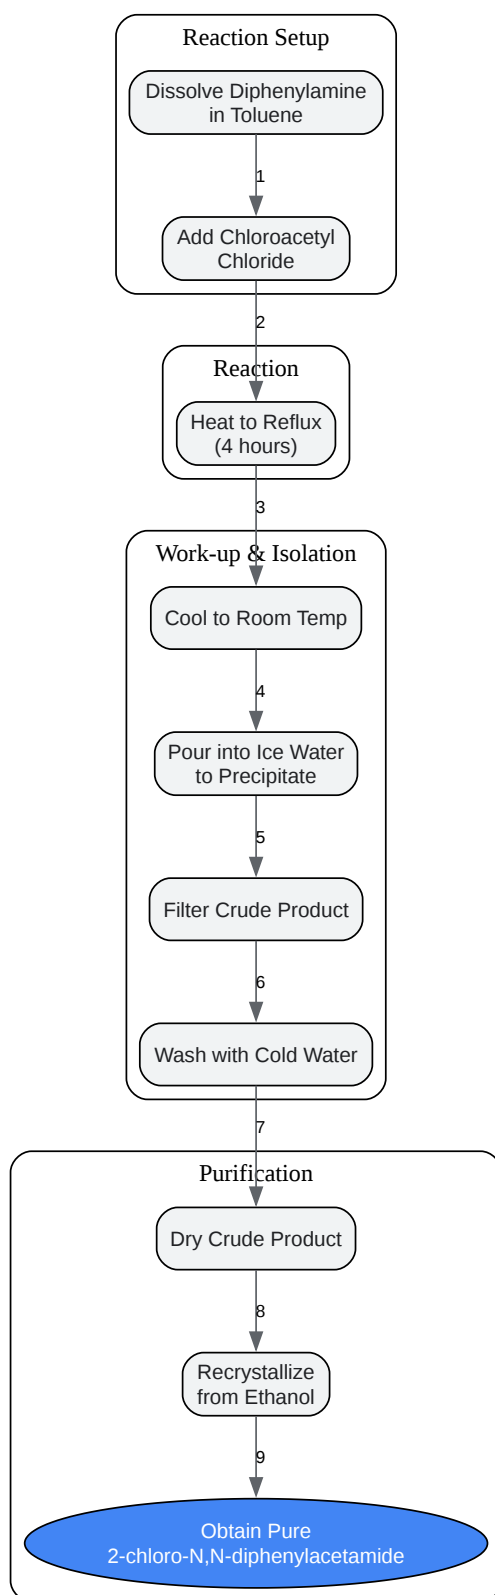 Reaction Setup
Dissolve Diphenylamine
in Toluene
1
Add Chloroacetyl
Chloride
2
Reaction
Heat to Reflux
(4 hours)
3
Work-up & Isolation
Cool to Room Temp
4
Pour into Ice Water
to Precipitate
5
Filter Crude Product
6
Wash with Cold Water
7
Purification
Dry Crude Product
8
Recrystallize
from Ethanol
9
Obtain Pure
2-chloro-N,N-diphenylacetamide